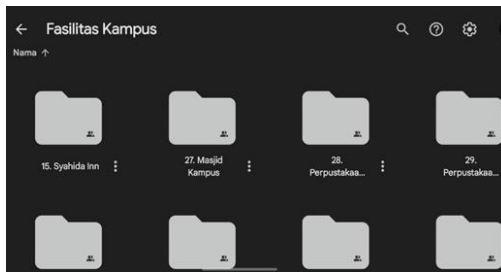 Fasilitas Kampus
Nama ↑
15. Syahida Inn
27. Masjid
Kampus
28.
Perpustakaa...
29.
Perpustakaa...